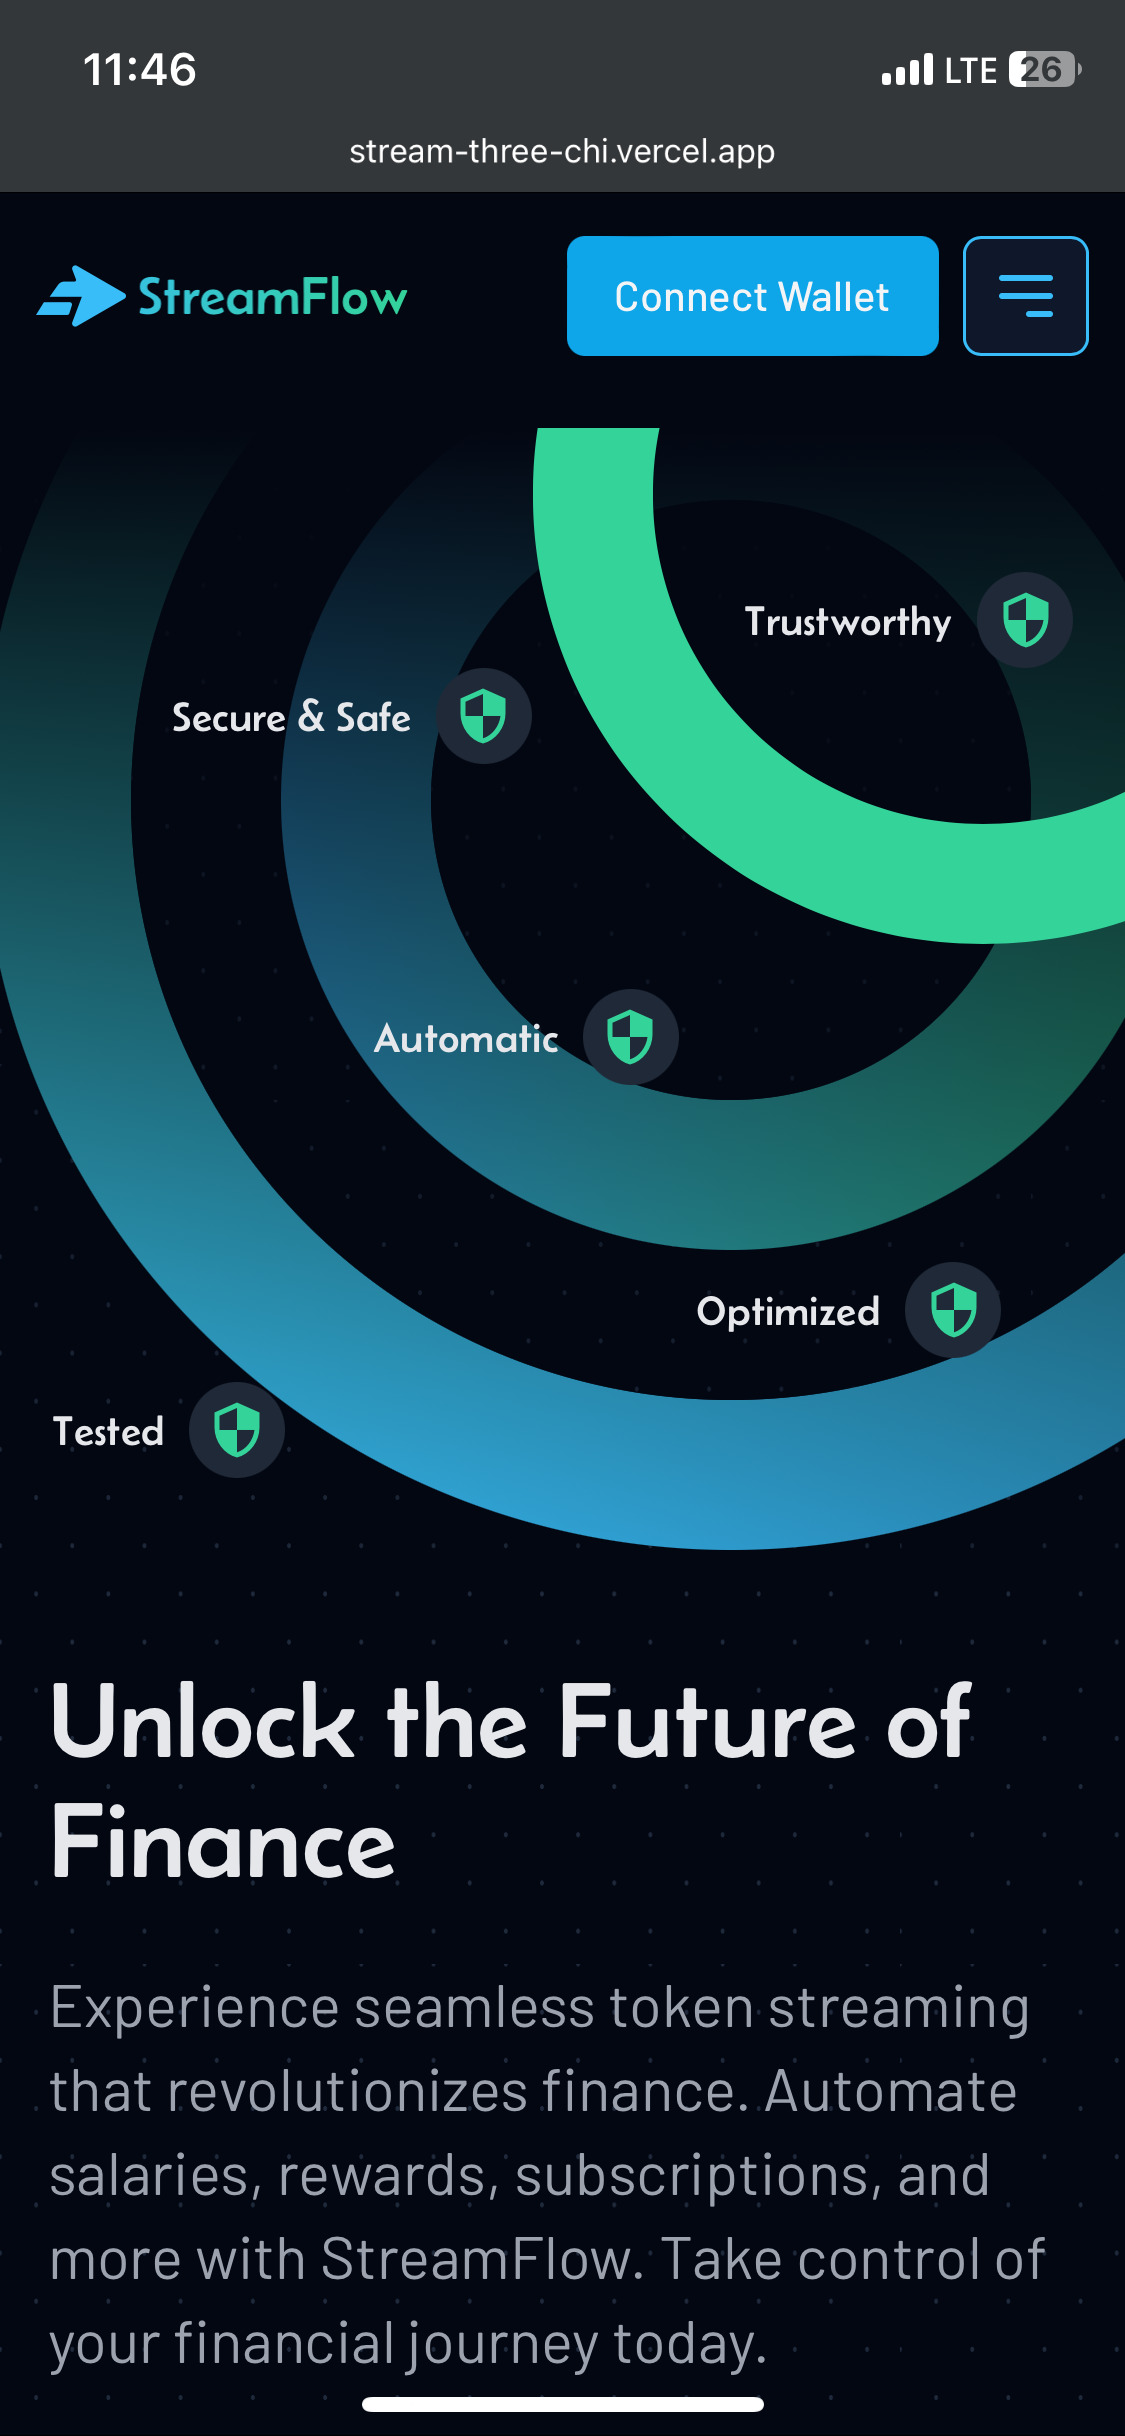 11:46
LTE 26
stream-three-chi.vercel.app
StreamFlow
Connect Wallet
Trustworthy
Secure & Safe
Automatic
Optimized
Tested
Unlock the Future of
Finance
Experience seamless token streaming
that revolutionizes finance. Automate
salaries, rewards, subscriptions, and
more with StreamFlow. Take control of
your financial journey today.